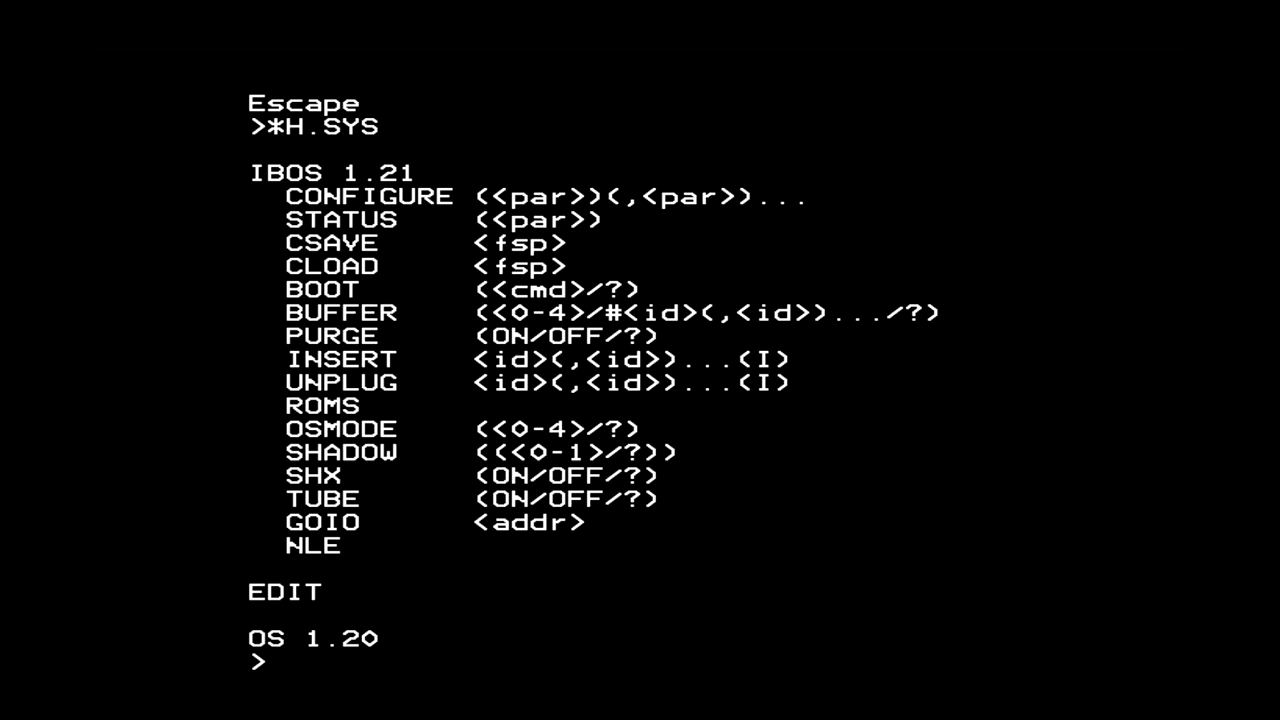 Escape
>*H.SYS
IBOS 1.21
CONFIGURE (<par>)(,<par>)...
STATUS (<par>)
CSAVE <fsp>
CLOAD <fsp>
BOOT (<cmd>/?)
BUFFER (<0-4>/#<id>(,<id>).../?)
PURGE (ON/OFF/?)
INSERT <id>(,<id>)...(I)
UNPLUG <id>(,<id>)...(I)
ROMS
OSMODE (<0-4>/?)
SHADOW ((<0-1>/?))
SHX (ON/OFF/?)
TUBE (ON/OFF/?)
GOIO <addr>
NLE
EDIT
OS 1.20
>